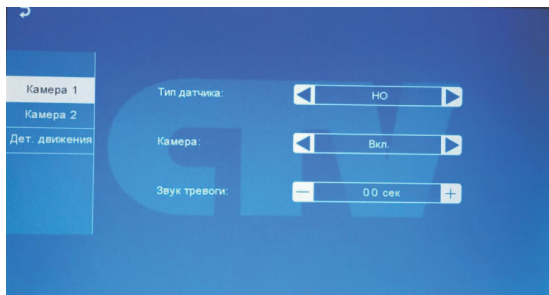 Камера 1
Камера 2
Дет. движения
Тип датчика:
НО
Камера:
Вкл.
Звук тревоги:
00 сек